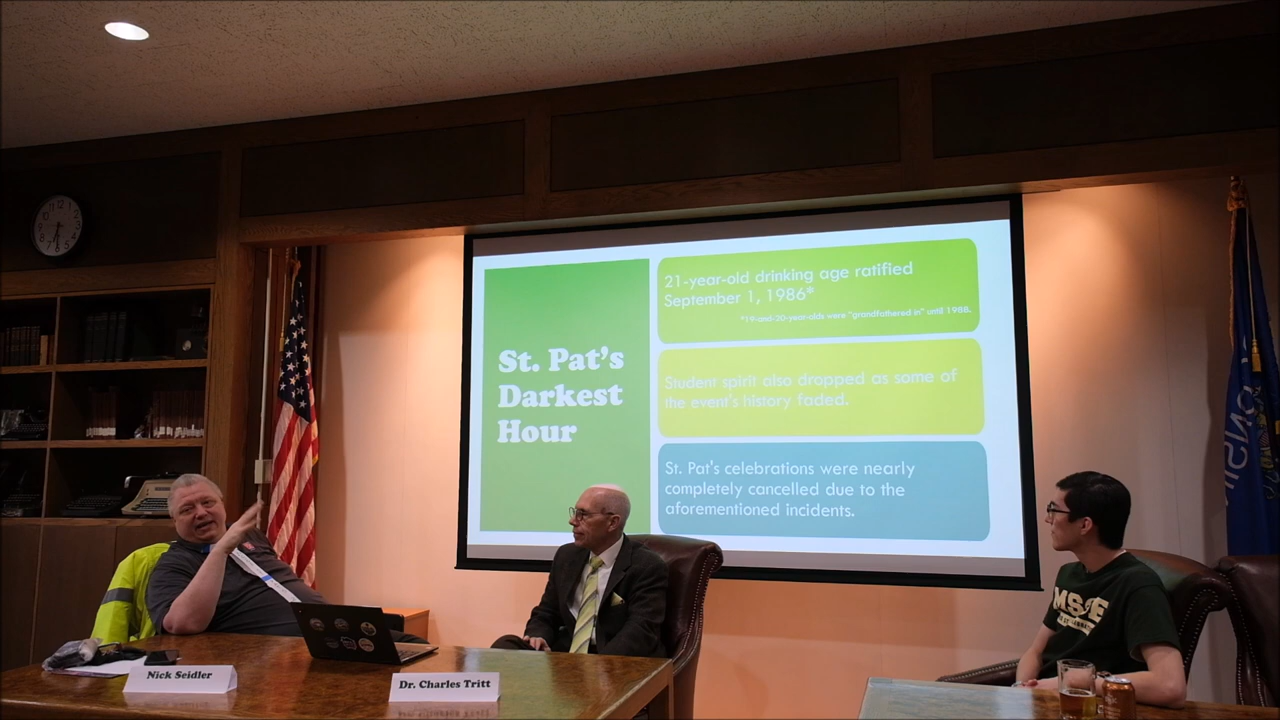 St. Pat's
Darkest
Hour
21-year-old drinking age ratified
September 1, 1986*
*19-and-20-year-olds were "grandfathered in" until 1988.
Student spirit also dropped as some of
the event's history faded.
St. Pat's celebrations were nearly
completely cancelled due to the
aforementioned incidents.
Nick Seidler
Dr. Charles Tritt
MSOE